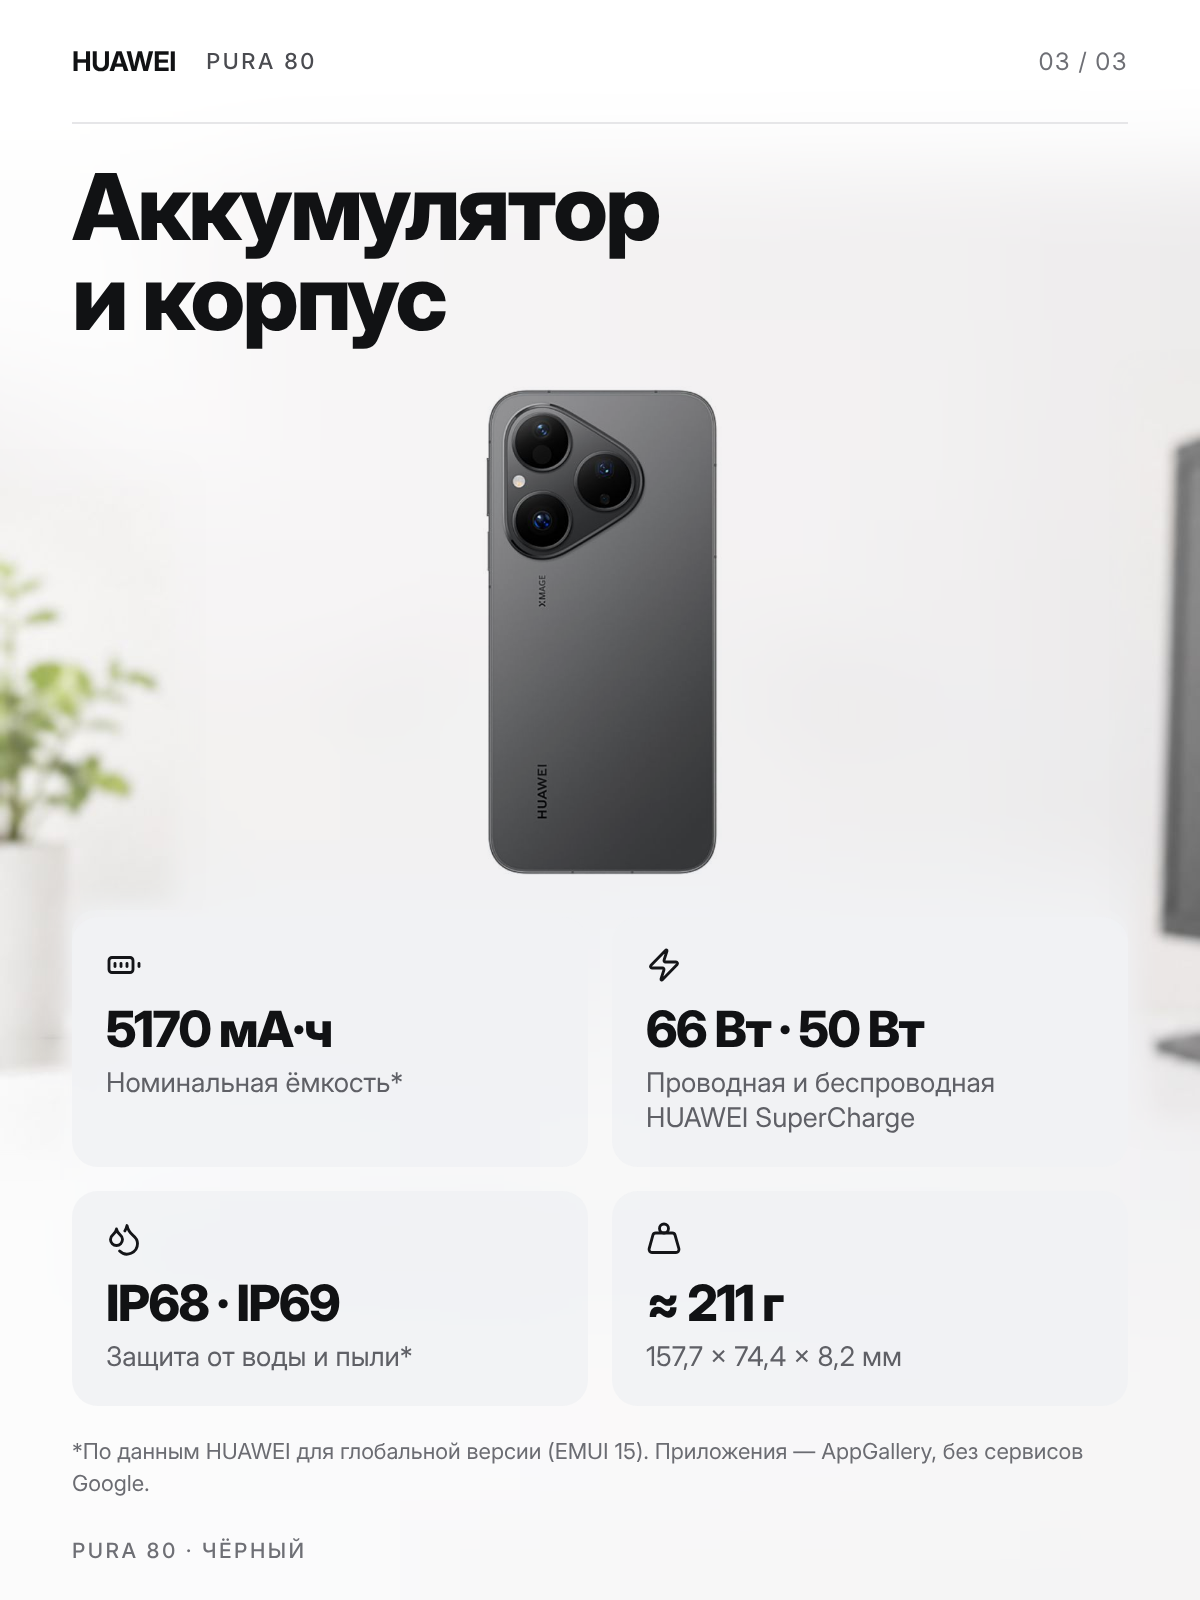 HUAWEI PURA 80
03 / 03
Аккумулятор
и корпус
XMAGE
HUAWEI
5170 мА·ч
Номинальная ёмкость*
66 Вт · 50 Вт
Проводная и беспроводная
HUAWEI SuperCharge
IP68 · IP69
Защита от воды и пыли*
≈ 211 г
157,7 × 74,4 × 8,2 мм
*По данным HUAWEI для глобальной версии (EMUI 15). Приложения — AppGallery, без сервисов
Google.
PURA 80 · ЧЁРНЫЙ